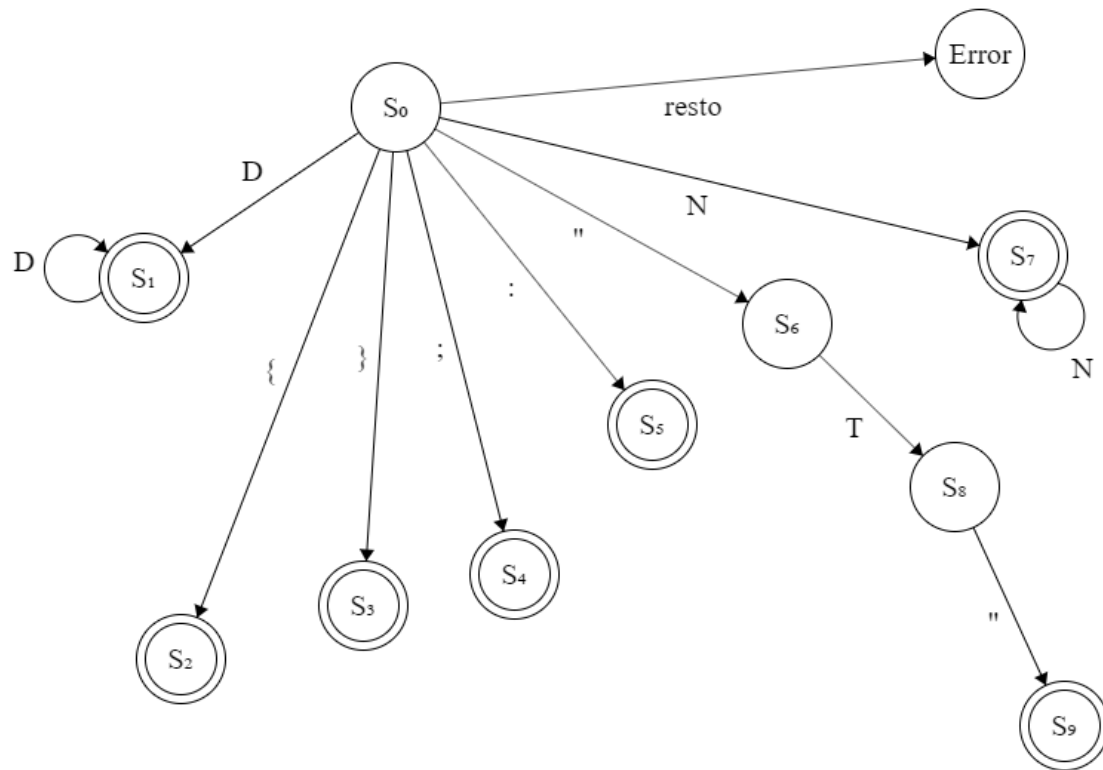 Error
S₀
resto
D
N
"
D
S₁
S₇
:
S₆
}
;
{
N
S₅
T
S₈
S₄
S₃
"
S₂
S₉